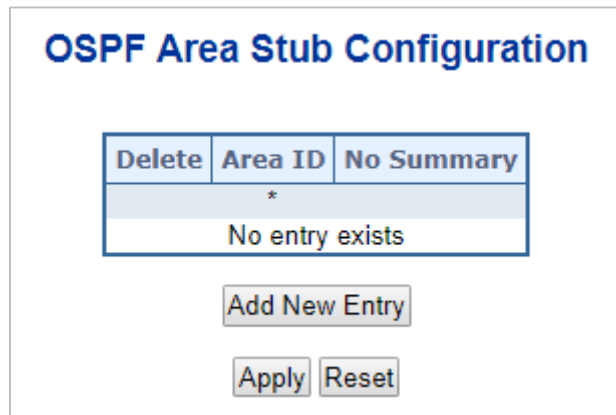 OSPF Area Stub Configuration
Delete Area ID No Summary
*
No entry exists
Add New Entry
Apply Reset